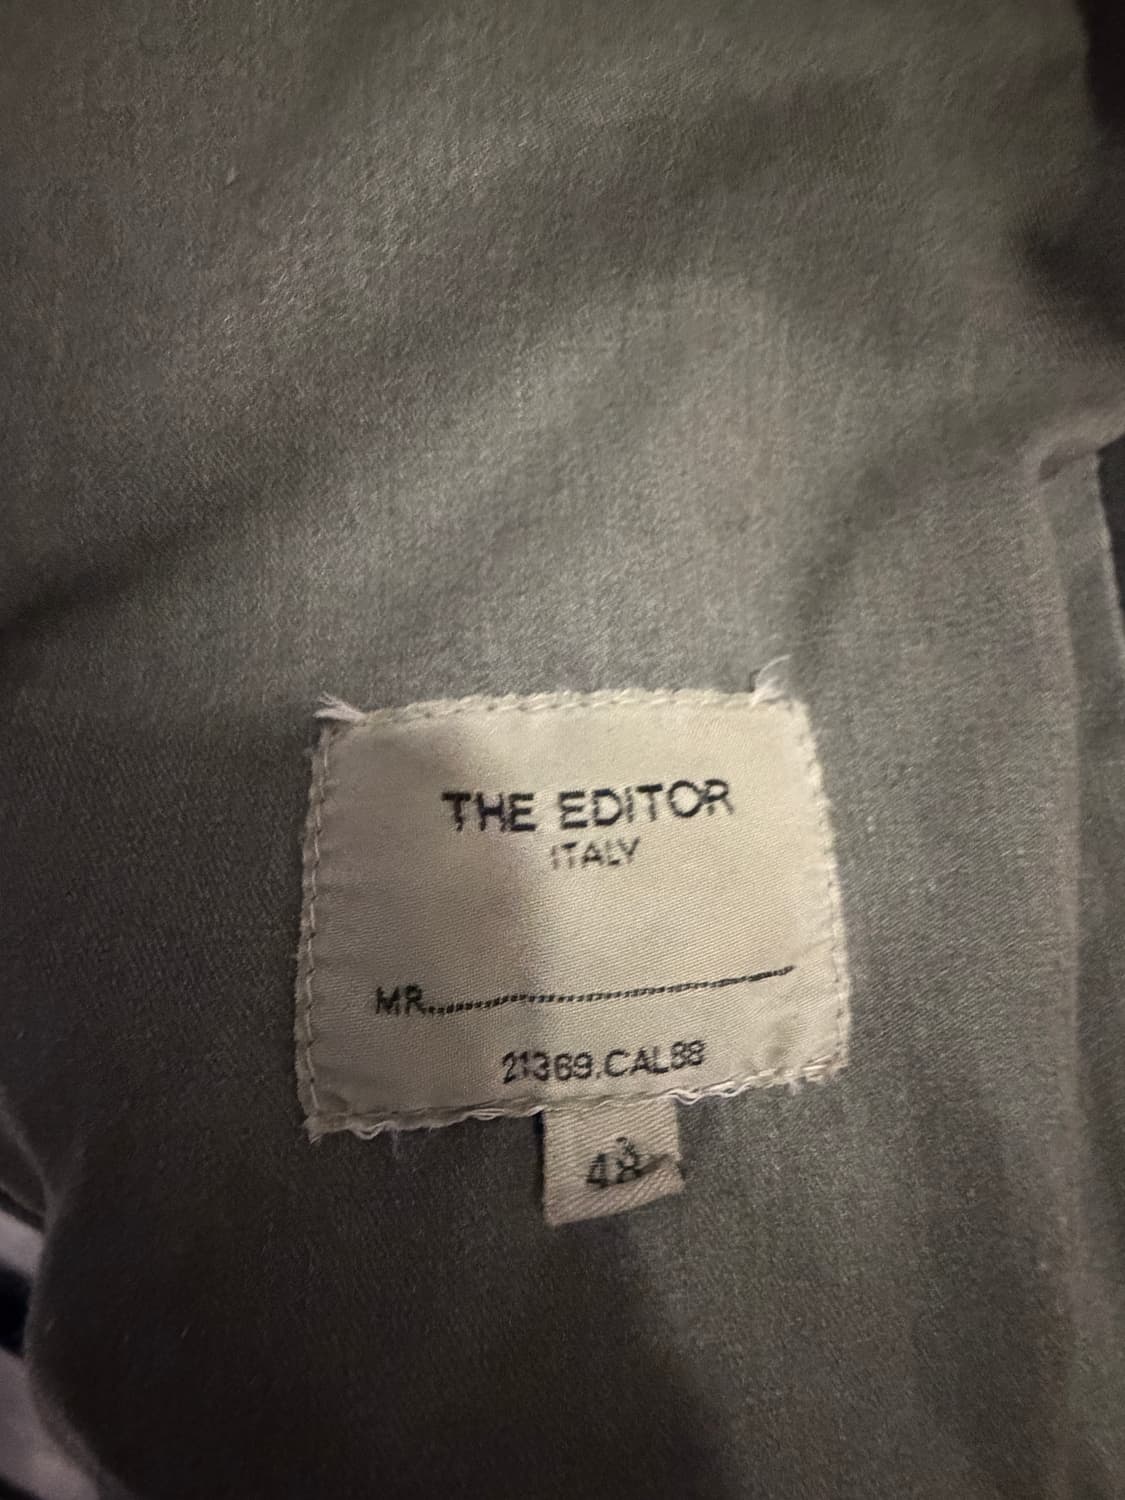 THE EDITOR
ITALY
MR..............................
21369.CAL88
48